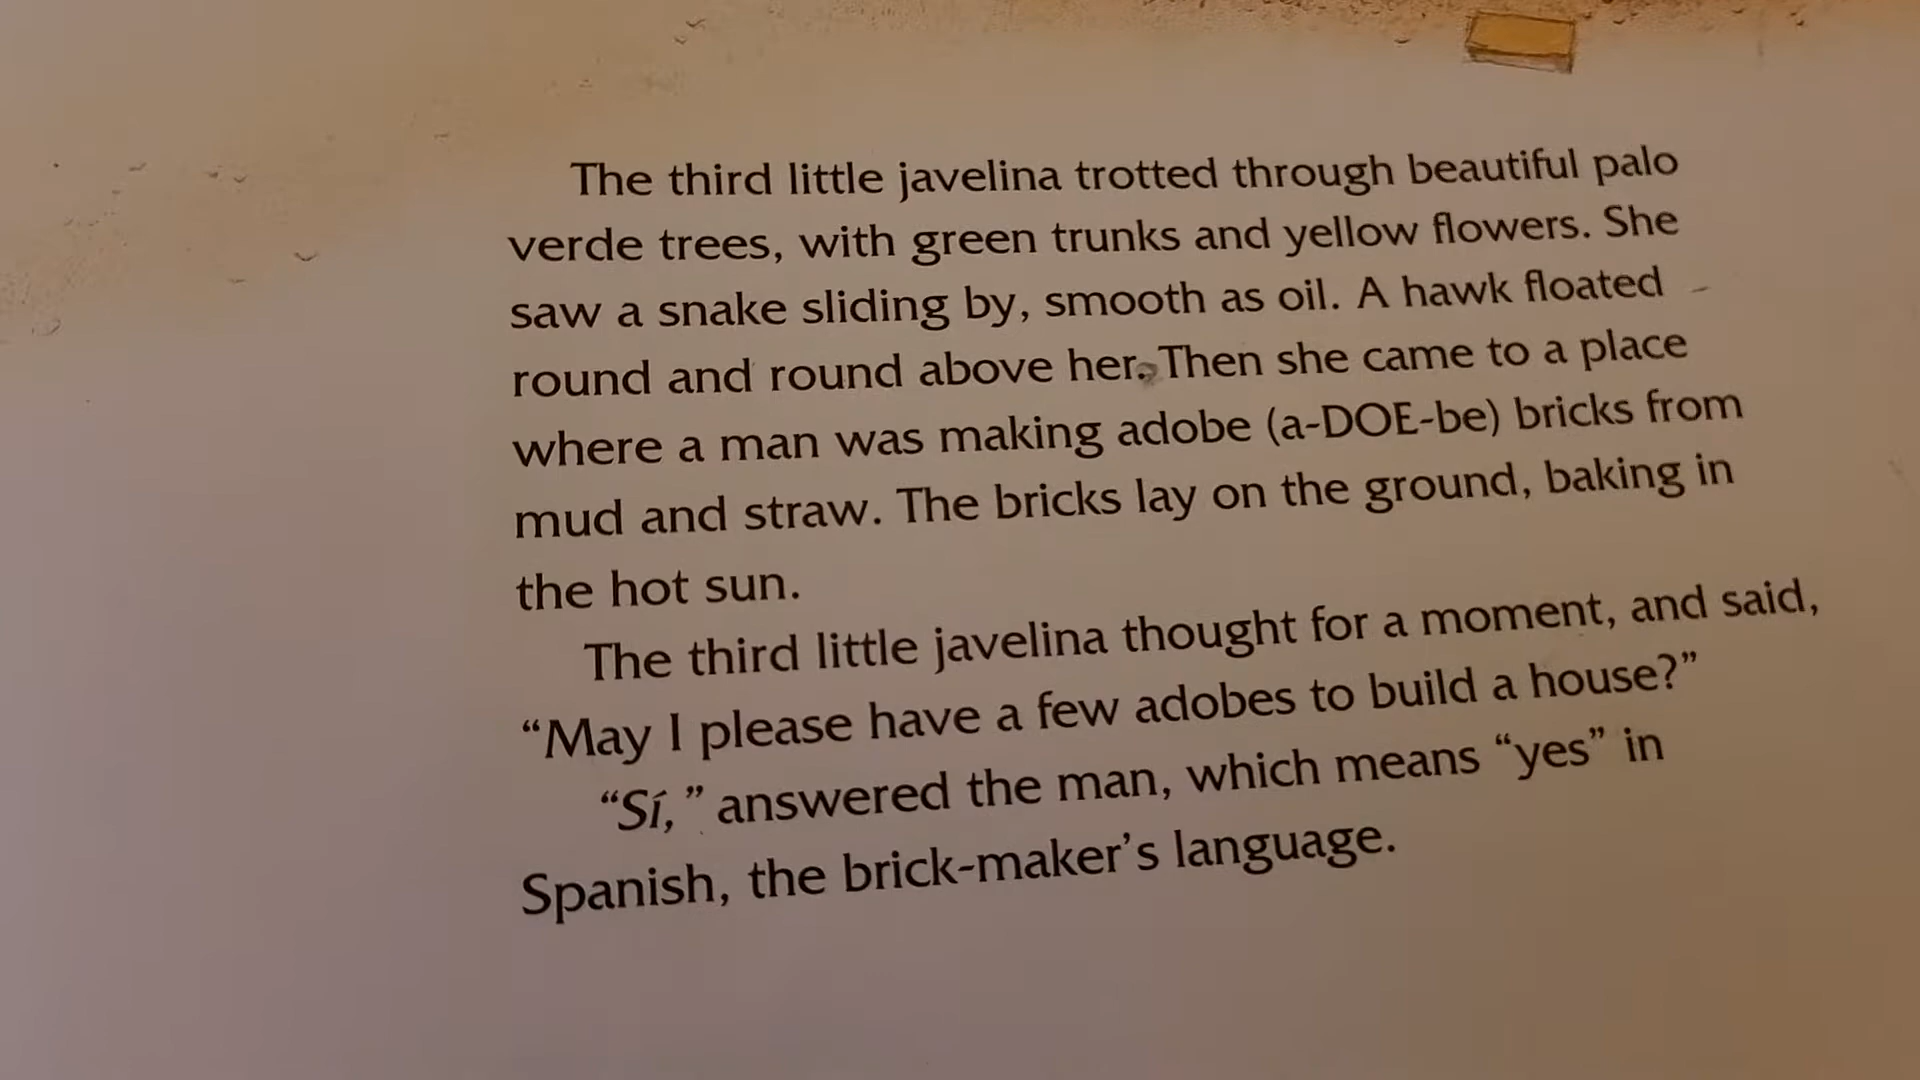 The third little javelina trotted through beautiful palo
verde trees, with green trunks and yellow flowers. She
saw a snake sliding by, smooth as oil. A hawk floated
round and round above her. Then she came to a place
where a man was making adobe (a-DOE-be) bricks from
mud and straw. The bricks lay on the ground, baking in
the hot sun.
The third little javelina thought for a moment, and said,
“May I please have a few adobes to build a house?”
“Sí,” answered the man, which means “yes” in
Spanish, the brick-maker’s language.